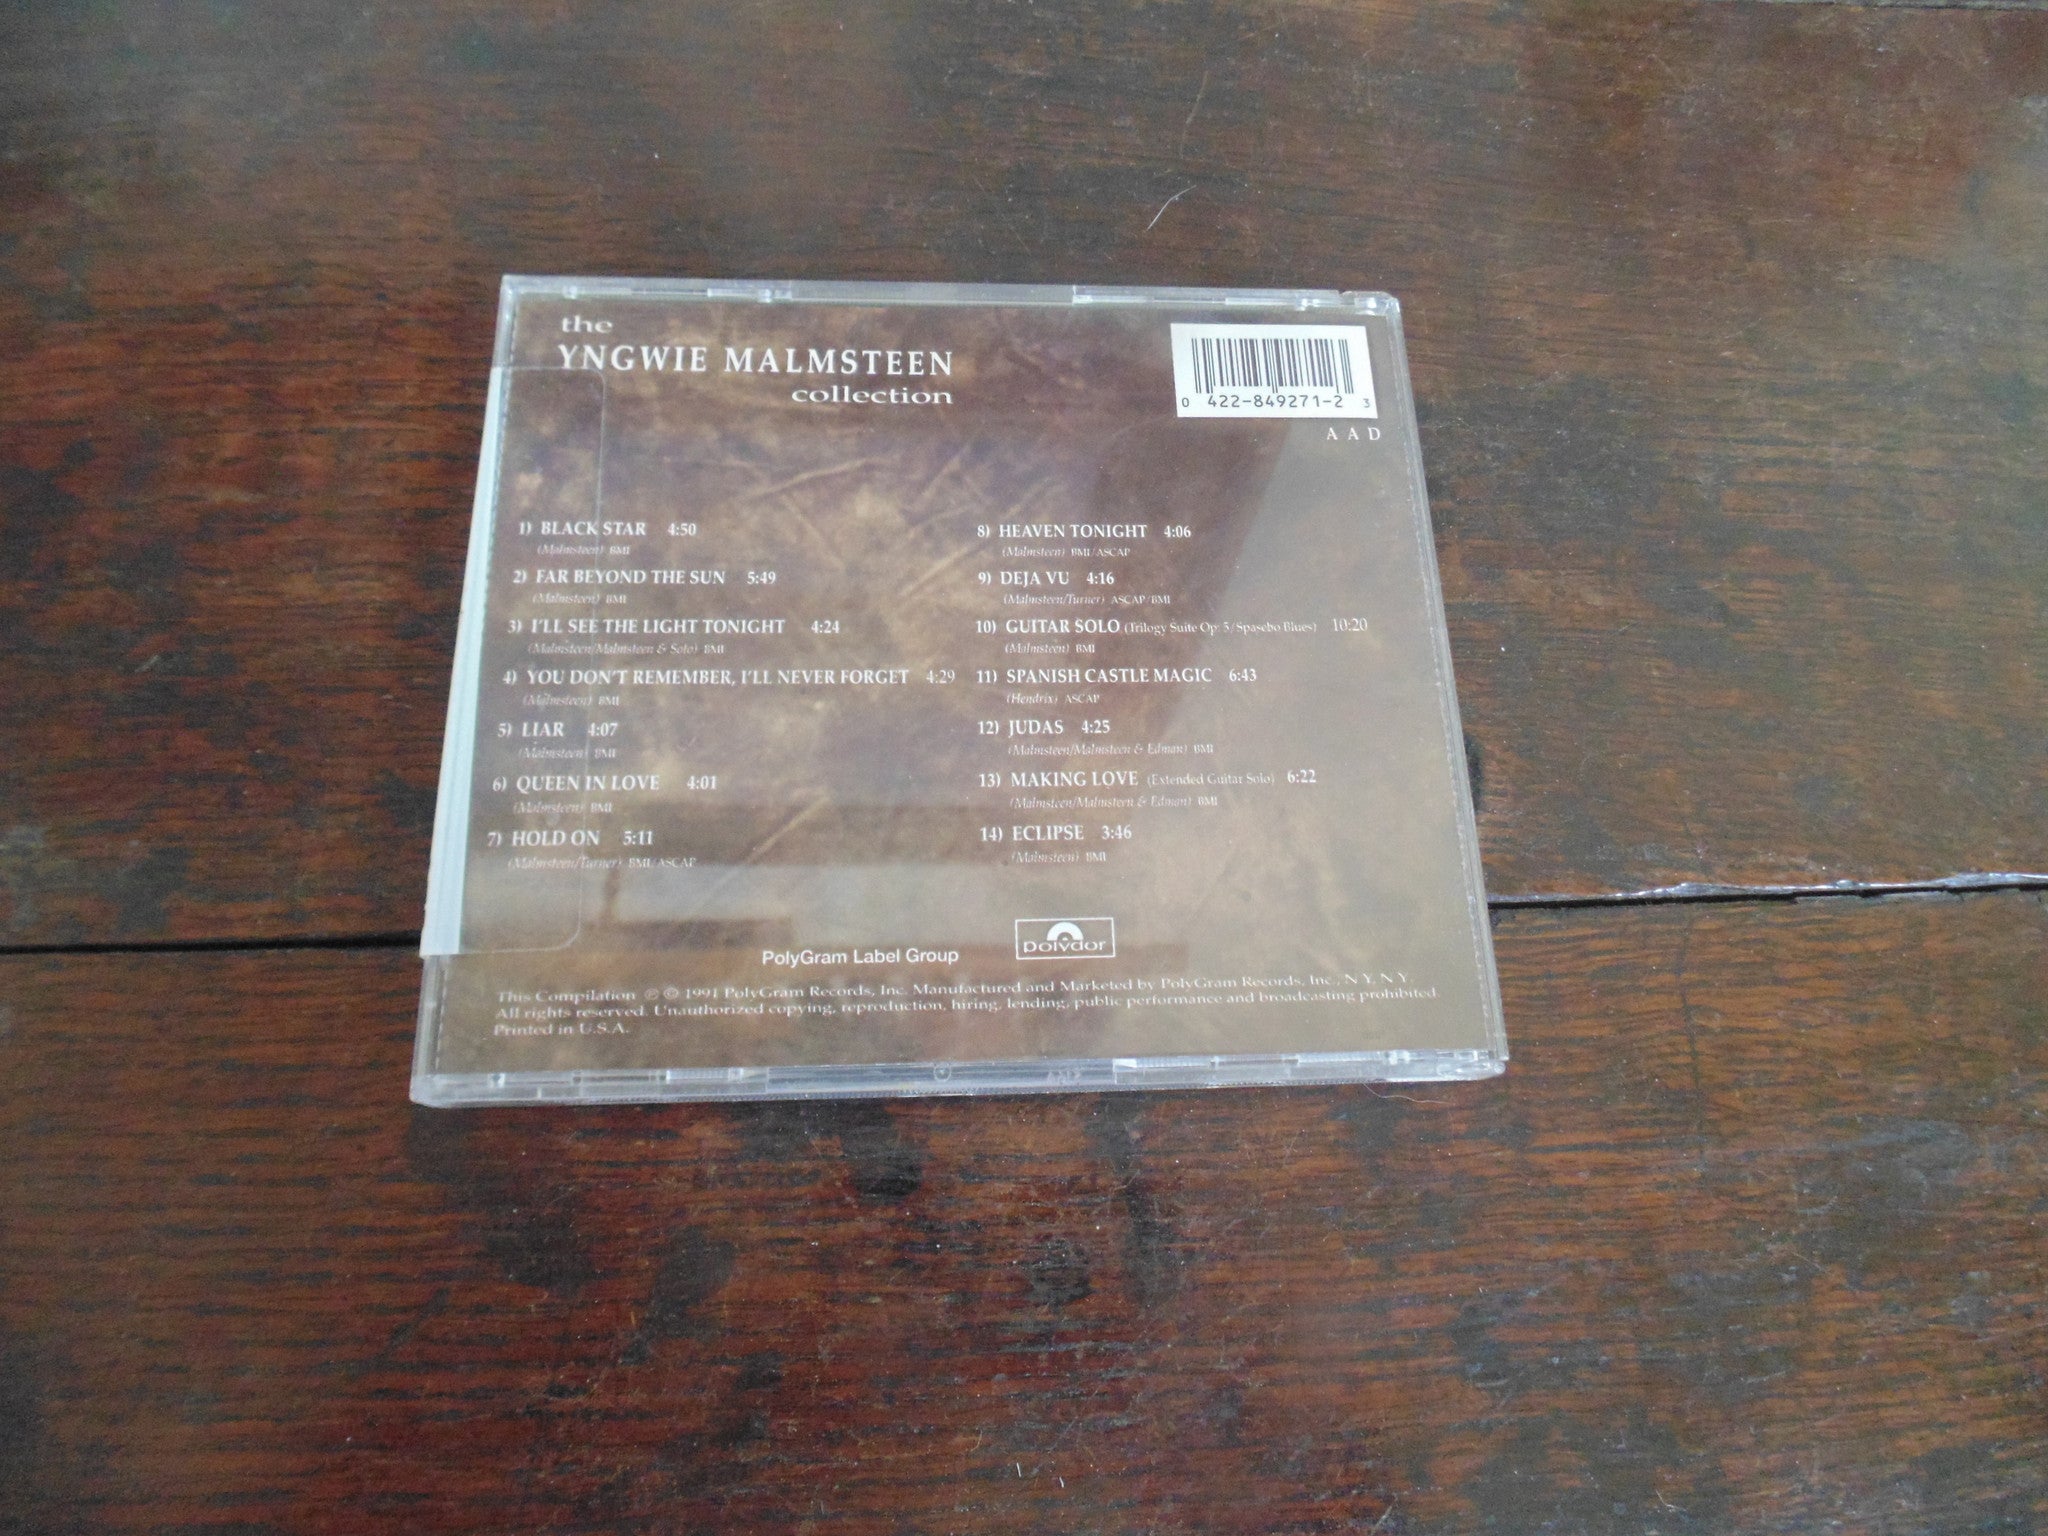 the
YNGWIE MALMSTEEN
collection
0 422-849271-2 3
A A D
1) BLACK STAR 4:50
(Malmsteen) BMI
2) FAR BEYOND THE SUN 5:49
(Malmsteen) BMI
3) I'LL SEE THE LIGHT TONIGHT 4:24
(Malmsteen/Malmsteen & Soto) BMI
4) YOU DON'T REMEMBER, I'LL NEVER FORGET 4:29
(Malmsteen) BMI
5) LIAR 4:07
(Malmsteen) BMI
6) QUEEN IN LOVE 4:01
(Malmsteen) BMI
7) HOLD ON 5:11
(Malmsteen/Turner) BMI/ASCAP
8) HEAVEN TONIGHT 4:06
(Malmsteen) BMI/ASCAP
9) DEJA VU 4:16
(Malmsteen/Turner) ASCAP/BMI
10) GUITAR SOLO (Trilogy Suite Op: 5/Spasebo Blues) 10:20
(Malmsteen) BMI
11) SPANISH CASTLE MAGIC 6:43
(Hendrix) ASCAP
12) JUDAS 4:25
(Malmsteen/Malmsteen & Edman) BMI
13) MAKING LOVE (Extended Guitar Solo) 6:22
(Malmsteen/Malmsteen & Edman) BMI
14) ECLIPSE 3:46
(Malmsteen) BMI
PolyGram Label Group
polydor
This Compilation ℗ © 1991 PolyGram Records, Inc. Manufactured and Marketed by PolyGram Records, Inc., N.Y., N.Y.
All rights reserved. Unauthorized copying, reproduction, hiring, lending, public performance and broadcasting prohibited.
Printed in U.S.A.